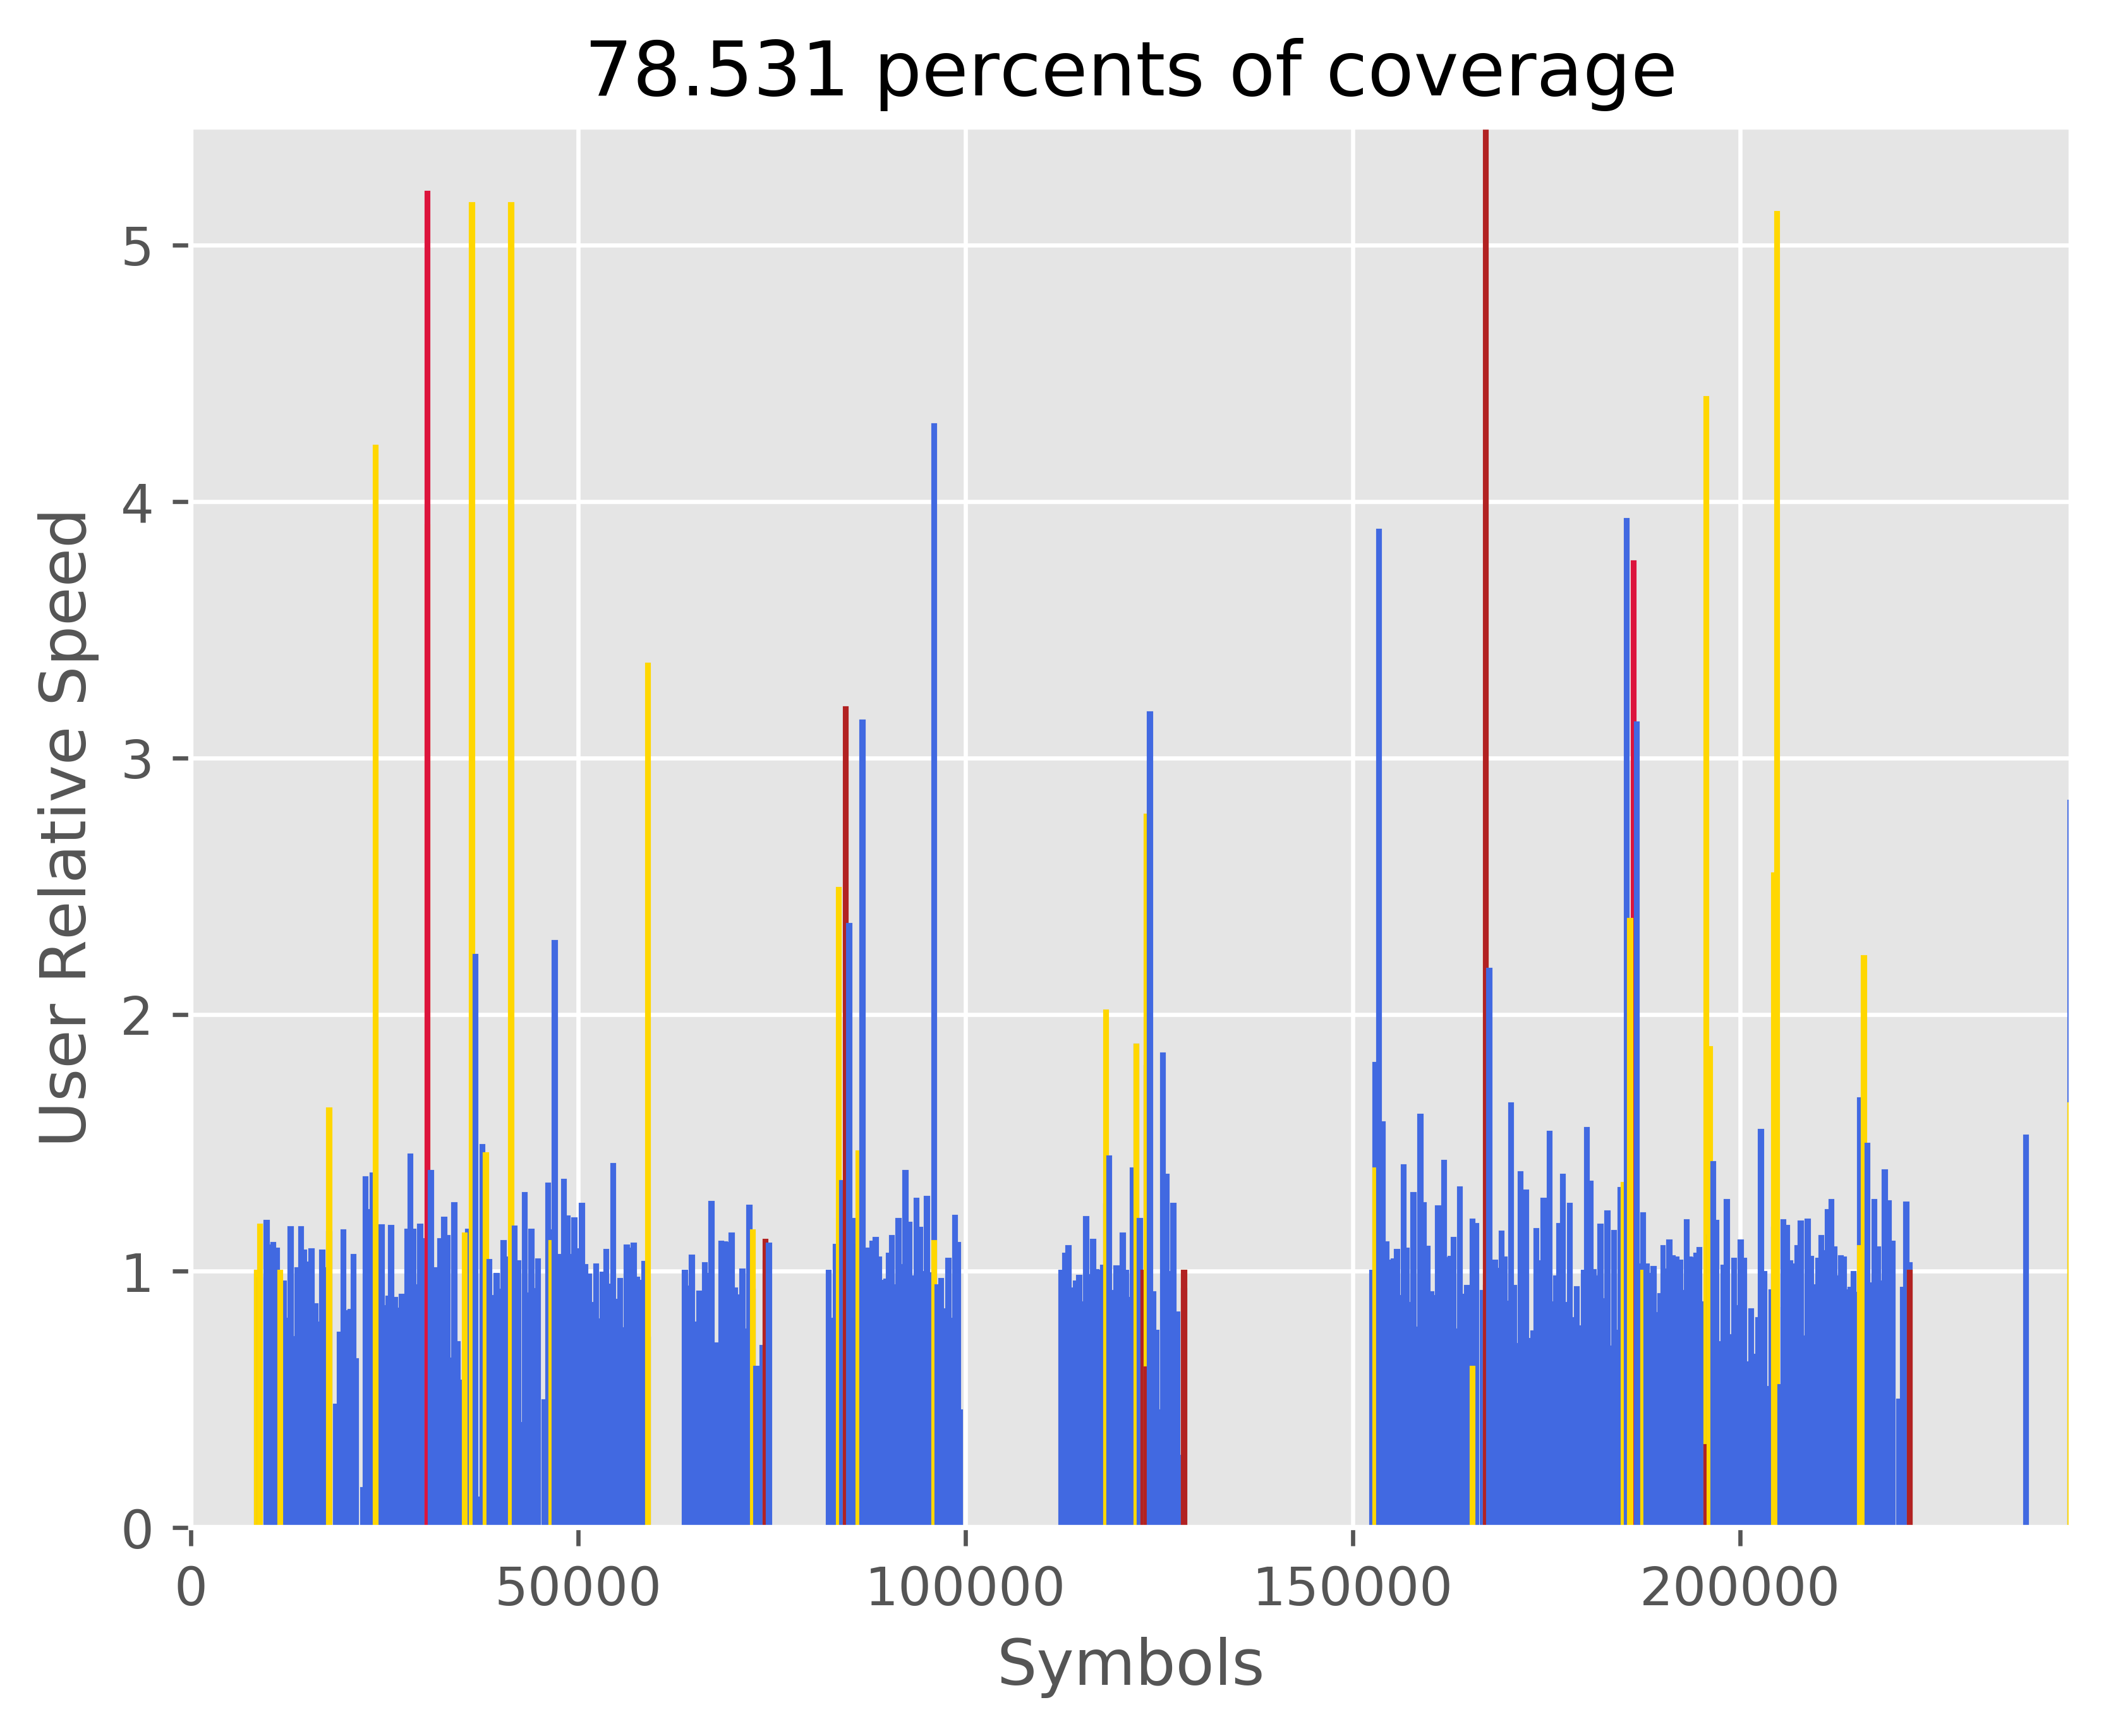 78.531 percents of coverage
User Relative Speed
5
4
3
2
1
0
0 50000 100000 150000 200000
Symbols